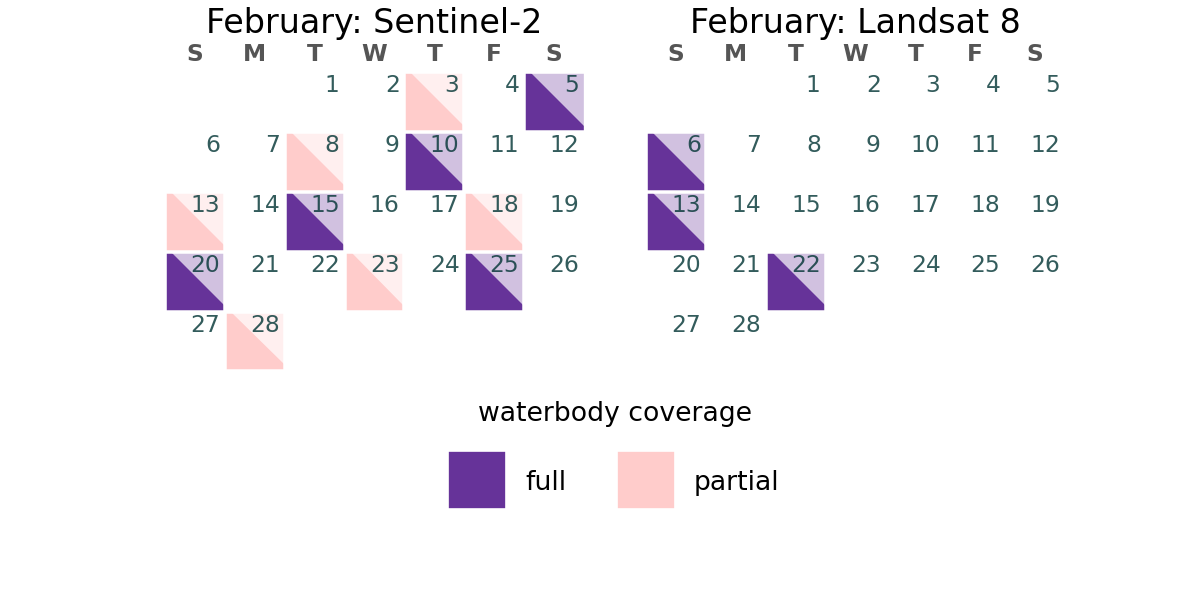 February: Sentinel-2
S M T W T F S
1 2 3 4 5
6 7 8 9 10 11 12
13 14 15 16 17 18 19
20 21 22 23 24 25 26
27 28
February: Landsat 8
S M T W T F S
1 2 3 4 5
6 7 8 9 10 11 12
13 14 15 16 17 18 19
20 21 22 23 24 25 26
27 28
waterbody coverage
full partial